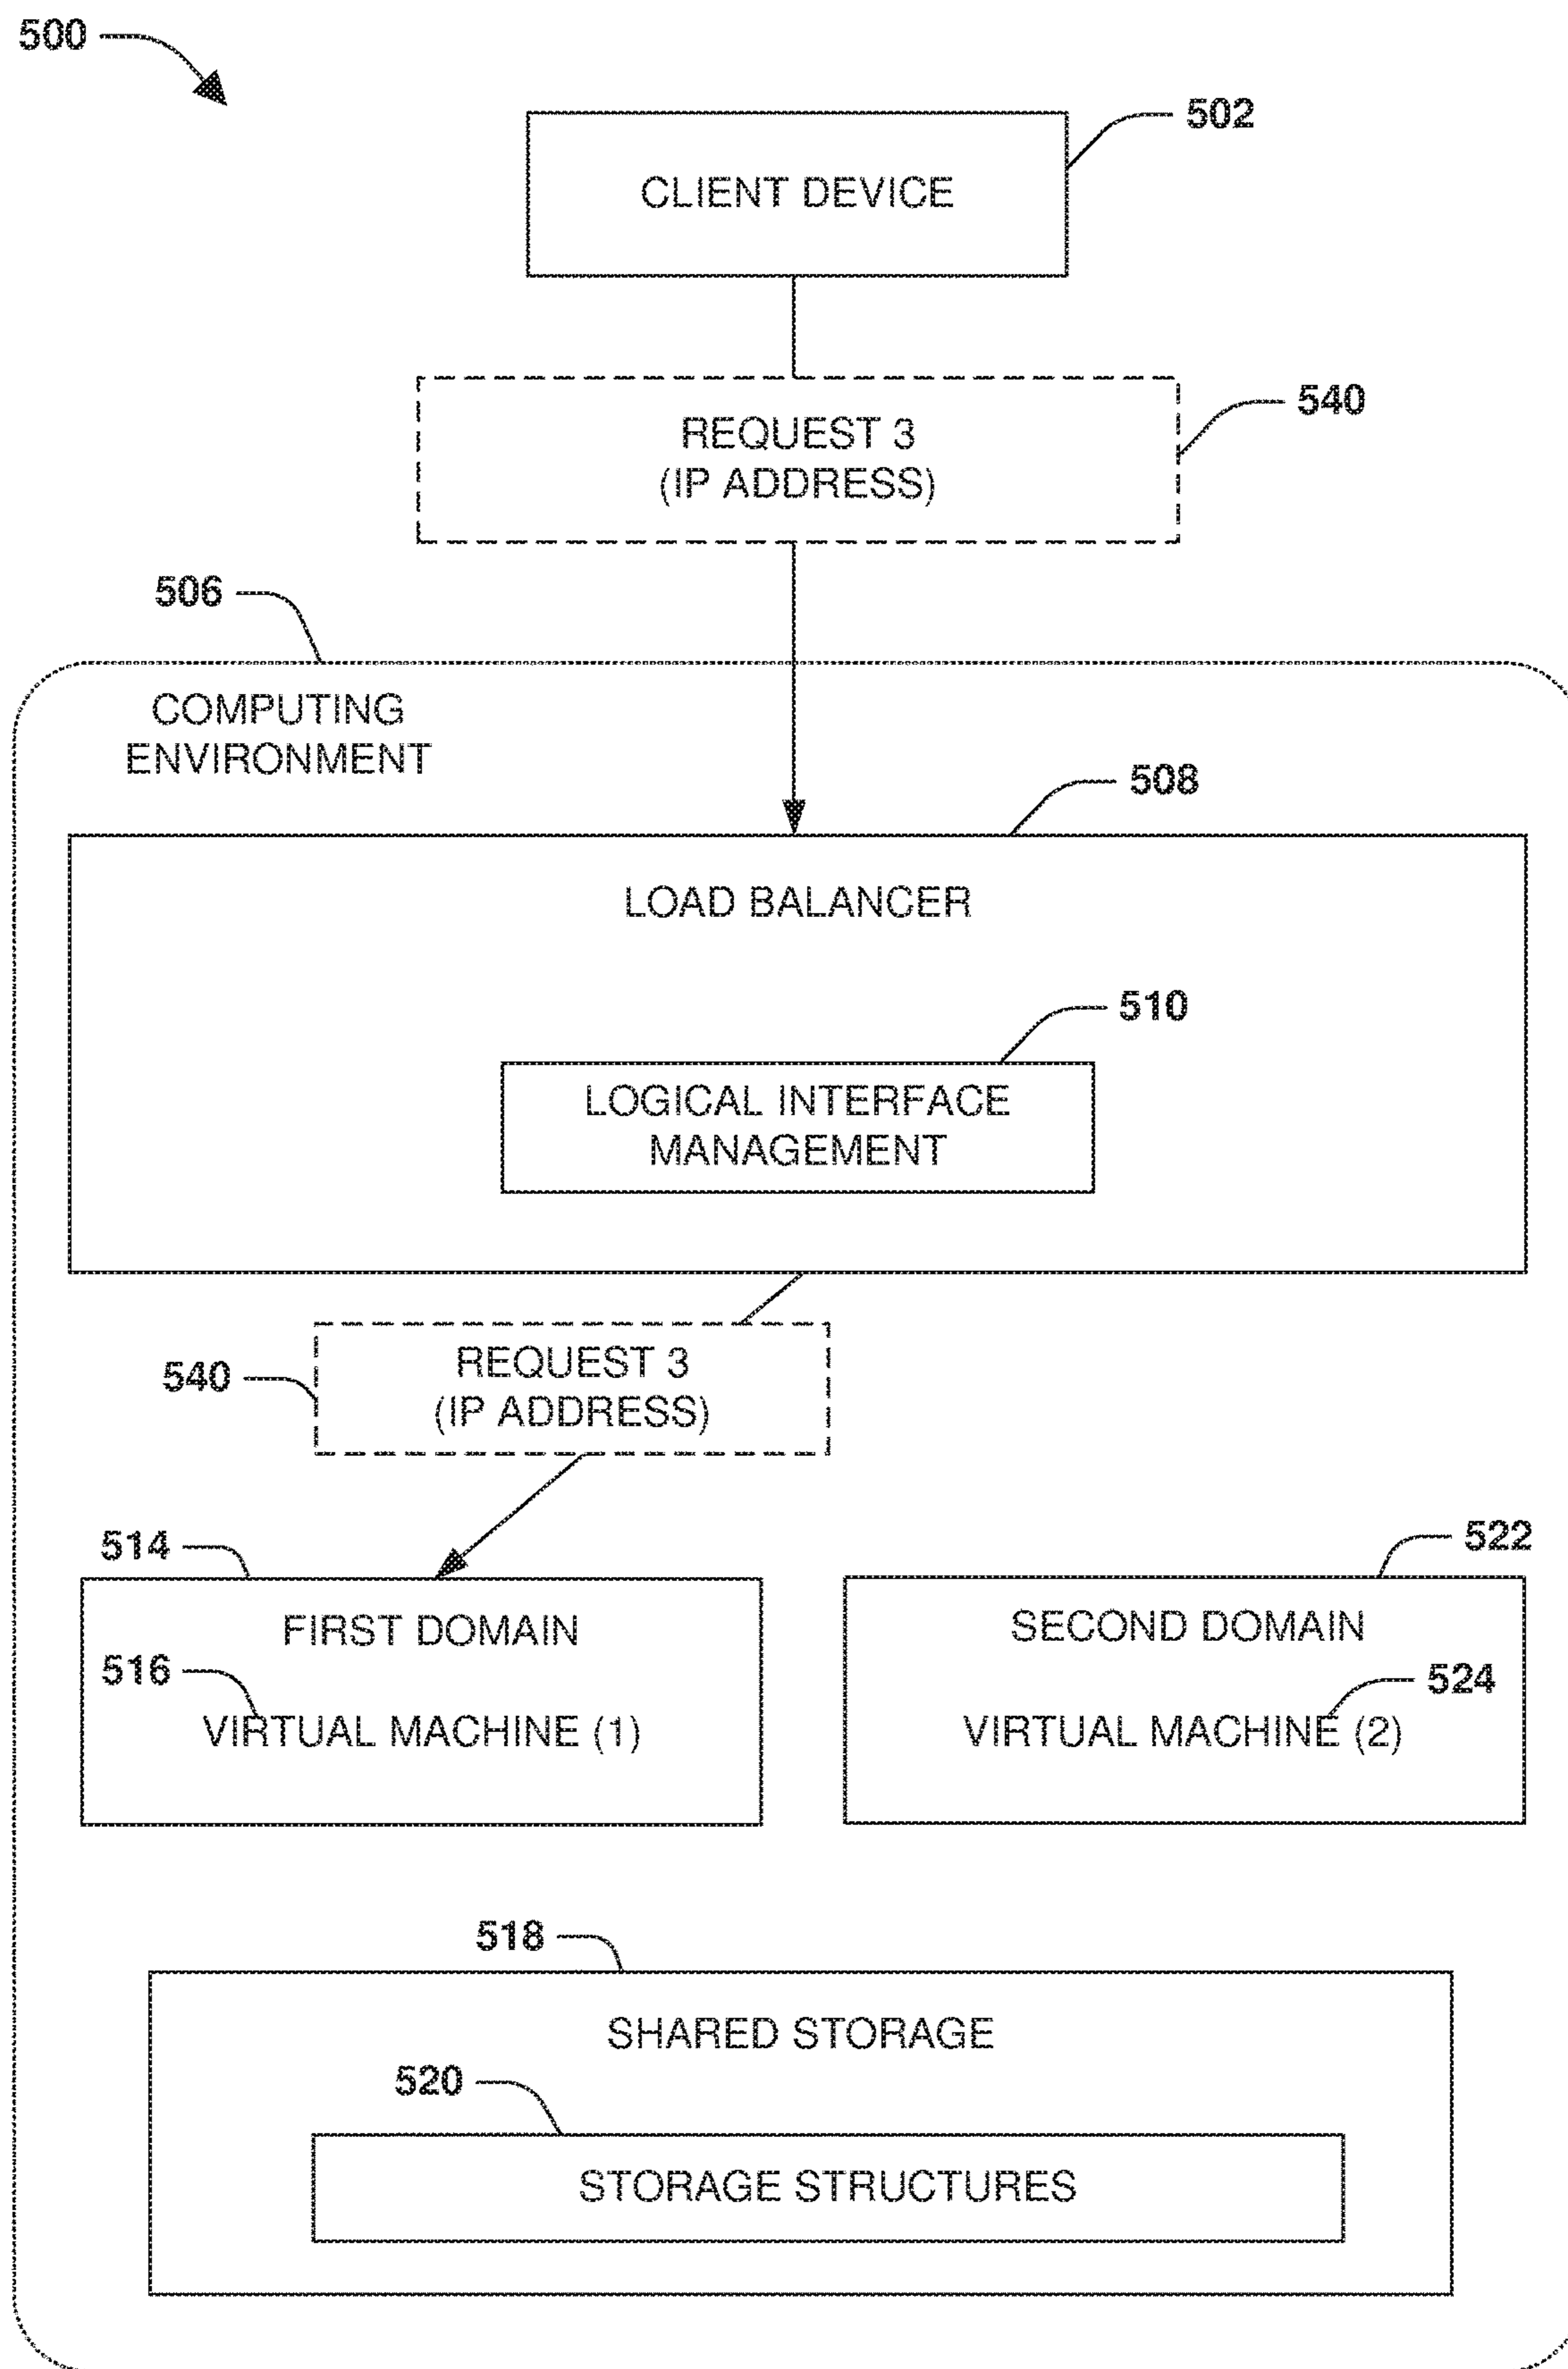 500
502
CLIENT DEVICE
REQUEST 3
(IP ADDRESS)
540
506
COMPUTING
ENVIRONMENT
508
LOAD BALANCER
510
LOGICAL INTERFACE
MANAGEMENT
540
REQUEST 3
(IP ADDRESS)
514
FIRST DOMAIN
516
VIRTUAL MACHINE (1)
522
SECOND DOMAIN
524
VIRTUAL MACHINE (2)
518
SHARED STORAGE
520
STORAGE STRUCTURES